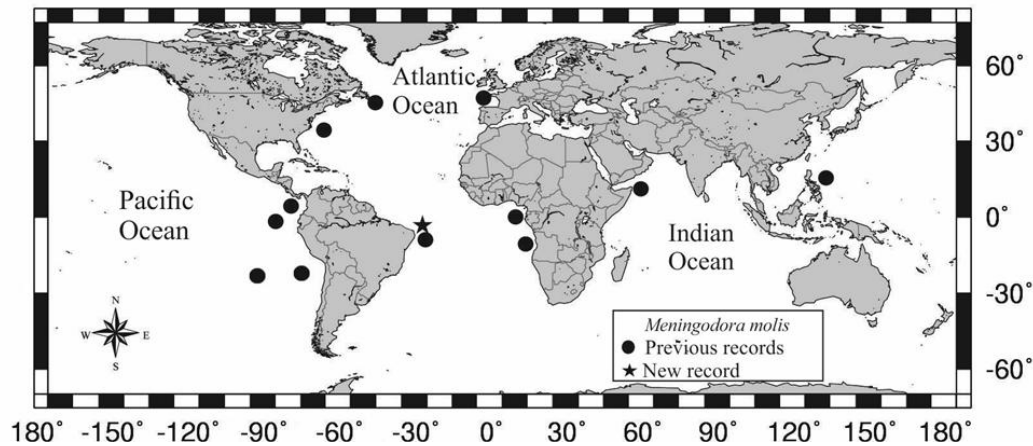 Atlantic
Ocean
60°
30°
Pacific
Ocean
0°
Indian
Ocean
-30°
N
W E
S
Meningodora molis
Previous records
New record
-60°
180° -150° -120° -90° -60° -30° 0° 30° 60° 90° 120° 150° 180°